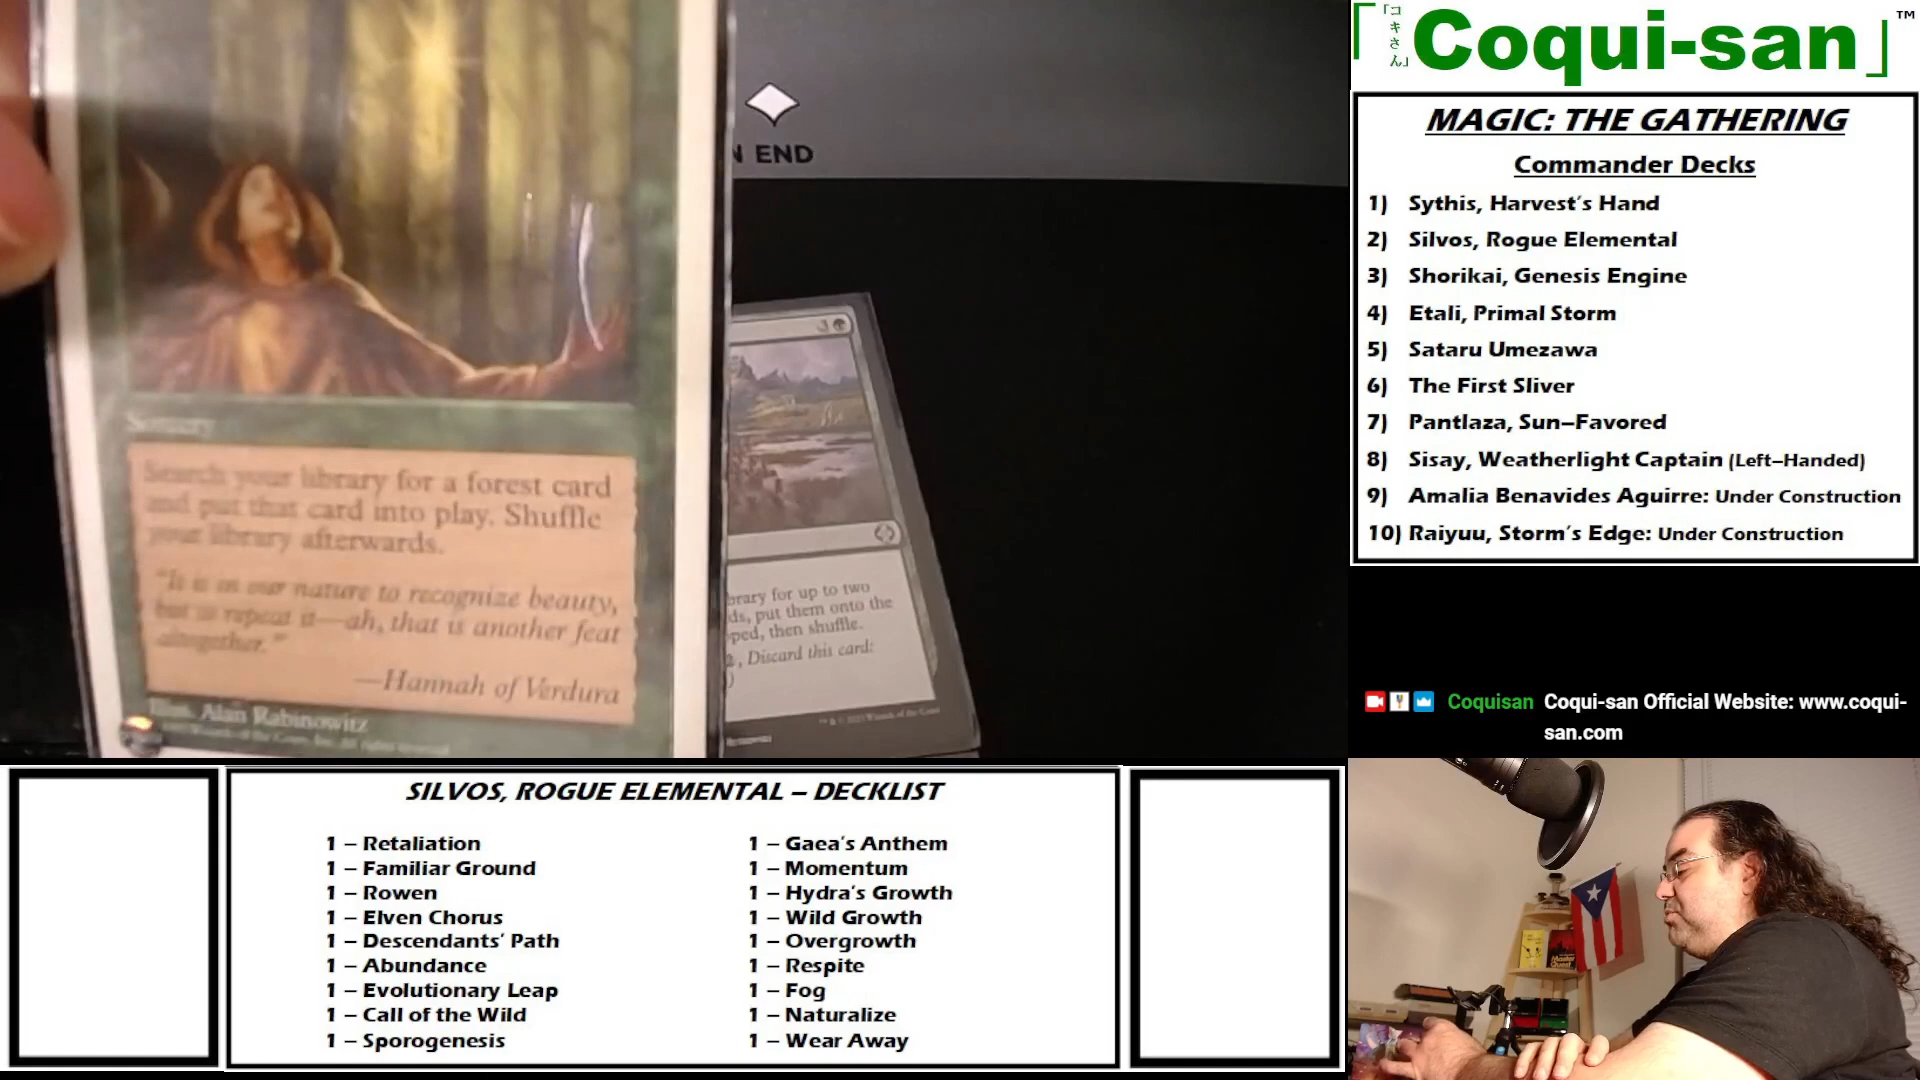 N END
Sorcery
Search your library for a forest card
and put that card into play. Shuffle
your library afterwards.
"It is in our nature to recognize beauty,
but to repeat it—ah, that is another feat
altogether."
—Hannah of Verdura
Illus. Alan Rabinowitz
3
brary for up to two
ds, put them onto the
ped, then shuffle.
2, Discard this card:
)
「コキさん」
「Coqui-san」™
MAGIC: THE GATHERING
Commander Decks
1) Sythis, Harvest's Hand
2) Silvos, Rogue Elemental
3) Shorikai, Genesis Engine
4) Etali, Primal Storm
5) Sataru Umezawa
6) The First Sliver
7) Pantlaza, Sun–Favored
8) Sisay, Weatherlight Captain (Left–Handed)
9) Amalia Benavides Aguirre: Under Construction
10) Raiyuu, Storm's Edge: Under Construction
Coquisan Coqui-san Official Website: www.coqui-
san.com
Master
Quest
SILVOS, ROGUE ELEMENTAL – DECKLIST
1 – Retaliation
1 – Familiar Ground
1 – Rowen
1 – Elven Chorus
1 – Descendants' Path
1 – Abundance
1 – Evolutionary Leap
1 – Call of the Wild
1 – Sporogenesis
1 – Gaea's Anthem
1 – Momentum
1 – Hydra's Growth
1 – Wild Growth
1 – Overgrowth
1 – Respite
1 – Fog
1 – Naturalize
1 – Wear Away